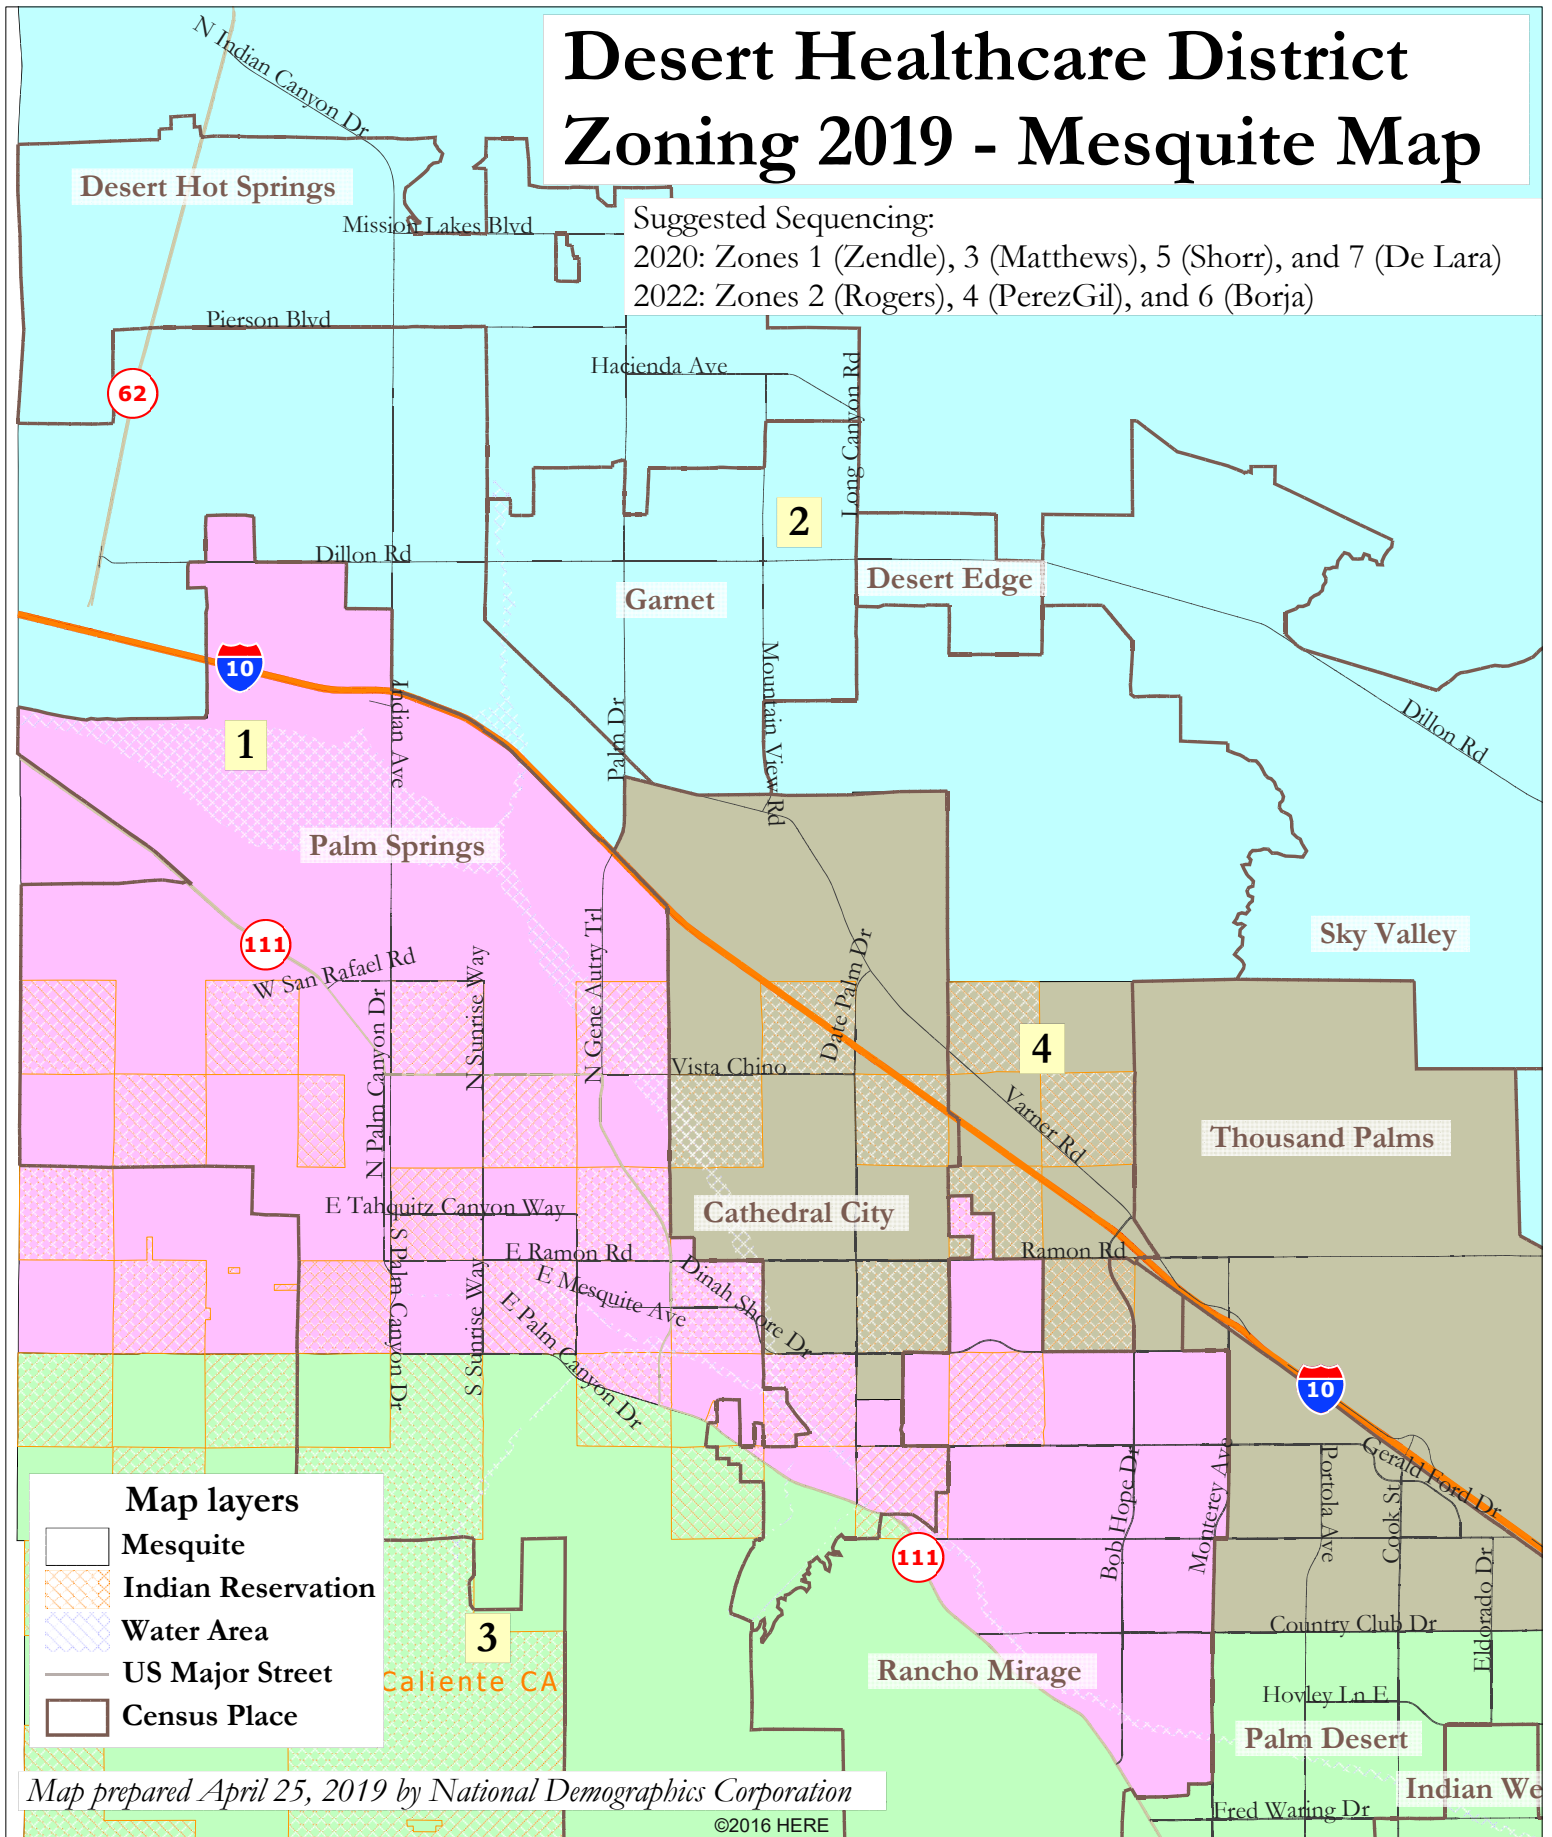 Desert Healthcare District
Zoning 2019 - Mesquite Map
Suggested Sequencing:
2020: Zones 1 (Zendle), 3 (Matthews), 5 (Shorr), and 7 (De Lara)
2022: Zones 2 (Rogers), 4 (PerezGil), and 6 (Borja)
N Indian Canyon Dr
Desert Hot Springs
Mission Lakes Blvd
Pierson Blvd
Hacienda Ave
62
Long Canyon Rd
2
Dillon Rd
Desert Edge
Garnet
10
Indian Ave
Palm Dr
Mountain View Rd
Dillon Rd
1
Palm Springs
111
W San Rafael Rd
N Palm Canyon Dr
N Sunrise Way
N Gene Autry Trl
Date Palm Dr
Sky Valley
4
Vista Chino
Varner Rd
Thousand Palms
E Tahquitz Canyon Way
Cathedral City
E Ramon Rd
Ramon Rd
S Palm Canyon Dr
S Sunrise Way
E Mesquite Ave
Dinah Shore Dr
E Palm Canyon Dr
10
Gerald Ford Dr
Bob Hope Dr
Monterey Ave
Portola Ave
Cook St
Eldorado Dr
111
Country Club Dr
3
Caliente CA
Rancho Mirage
Hovley Ln E
Palm Desert
Indian We
Fred Waring Dr
Map layers
Mesquite
Indian Reservation
Water Area
US Major Street
Census Place
Map prepared April 25, 2019 by National Demographics Corporation
©2016 HERE